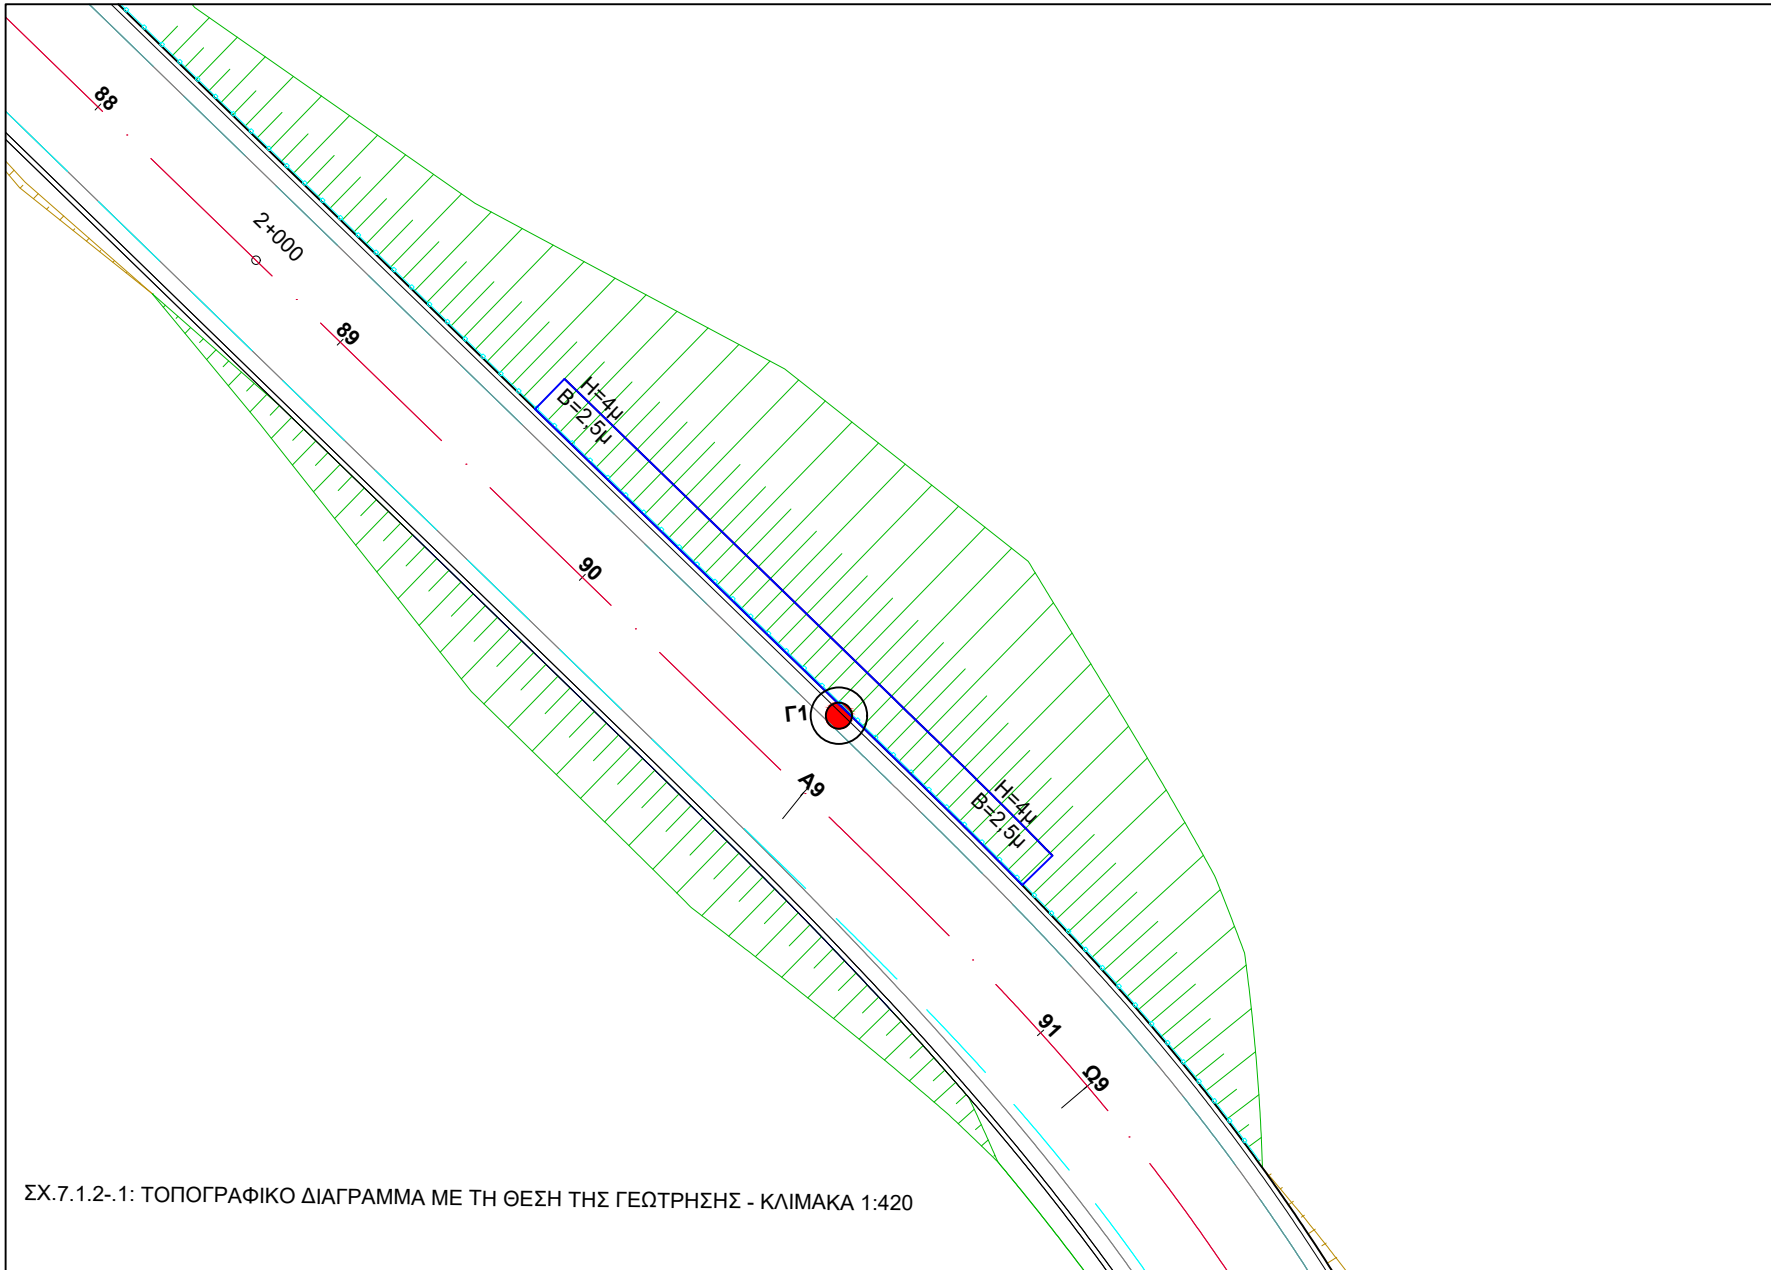 88
2+000
89
H=4μ
B=2,5μ
90
Γ1
A9
H=4μ
B=2,5μ
91
Ω9
ΣΧ.7.1.2-.1: ΤΟΠΟΓΡΑΦΙΚΟ ΔΙΑΓΡΑΜΜΑ ΜΕ ΤΗ ΘΕΣΗ ΤΗΣ ΓΕΩΤΡΗΣΗΣ - ΚΛΙΜΑΚΑ 1:420